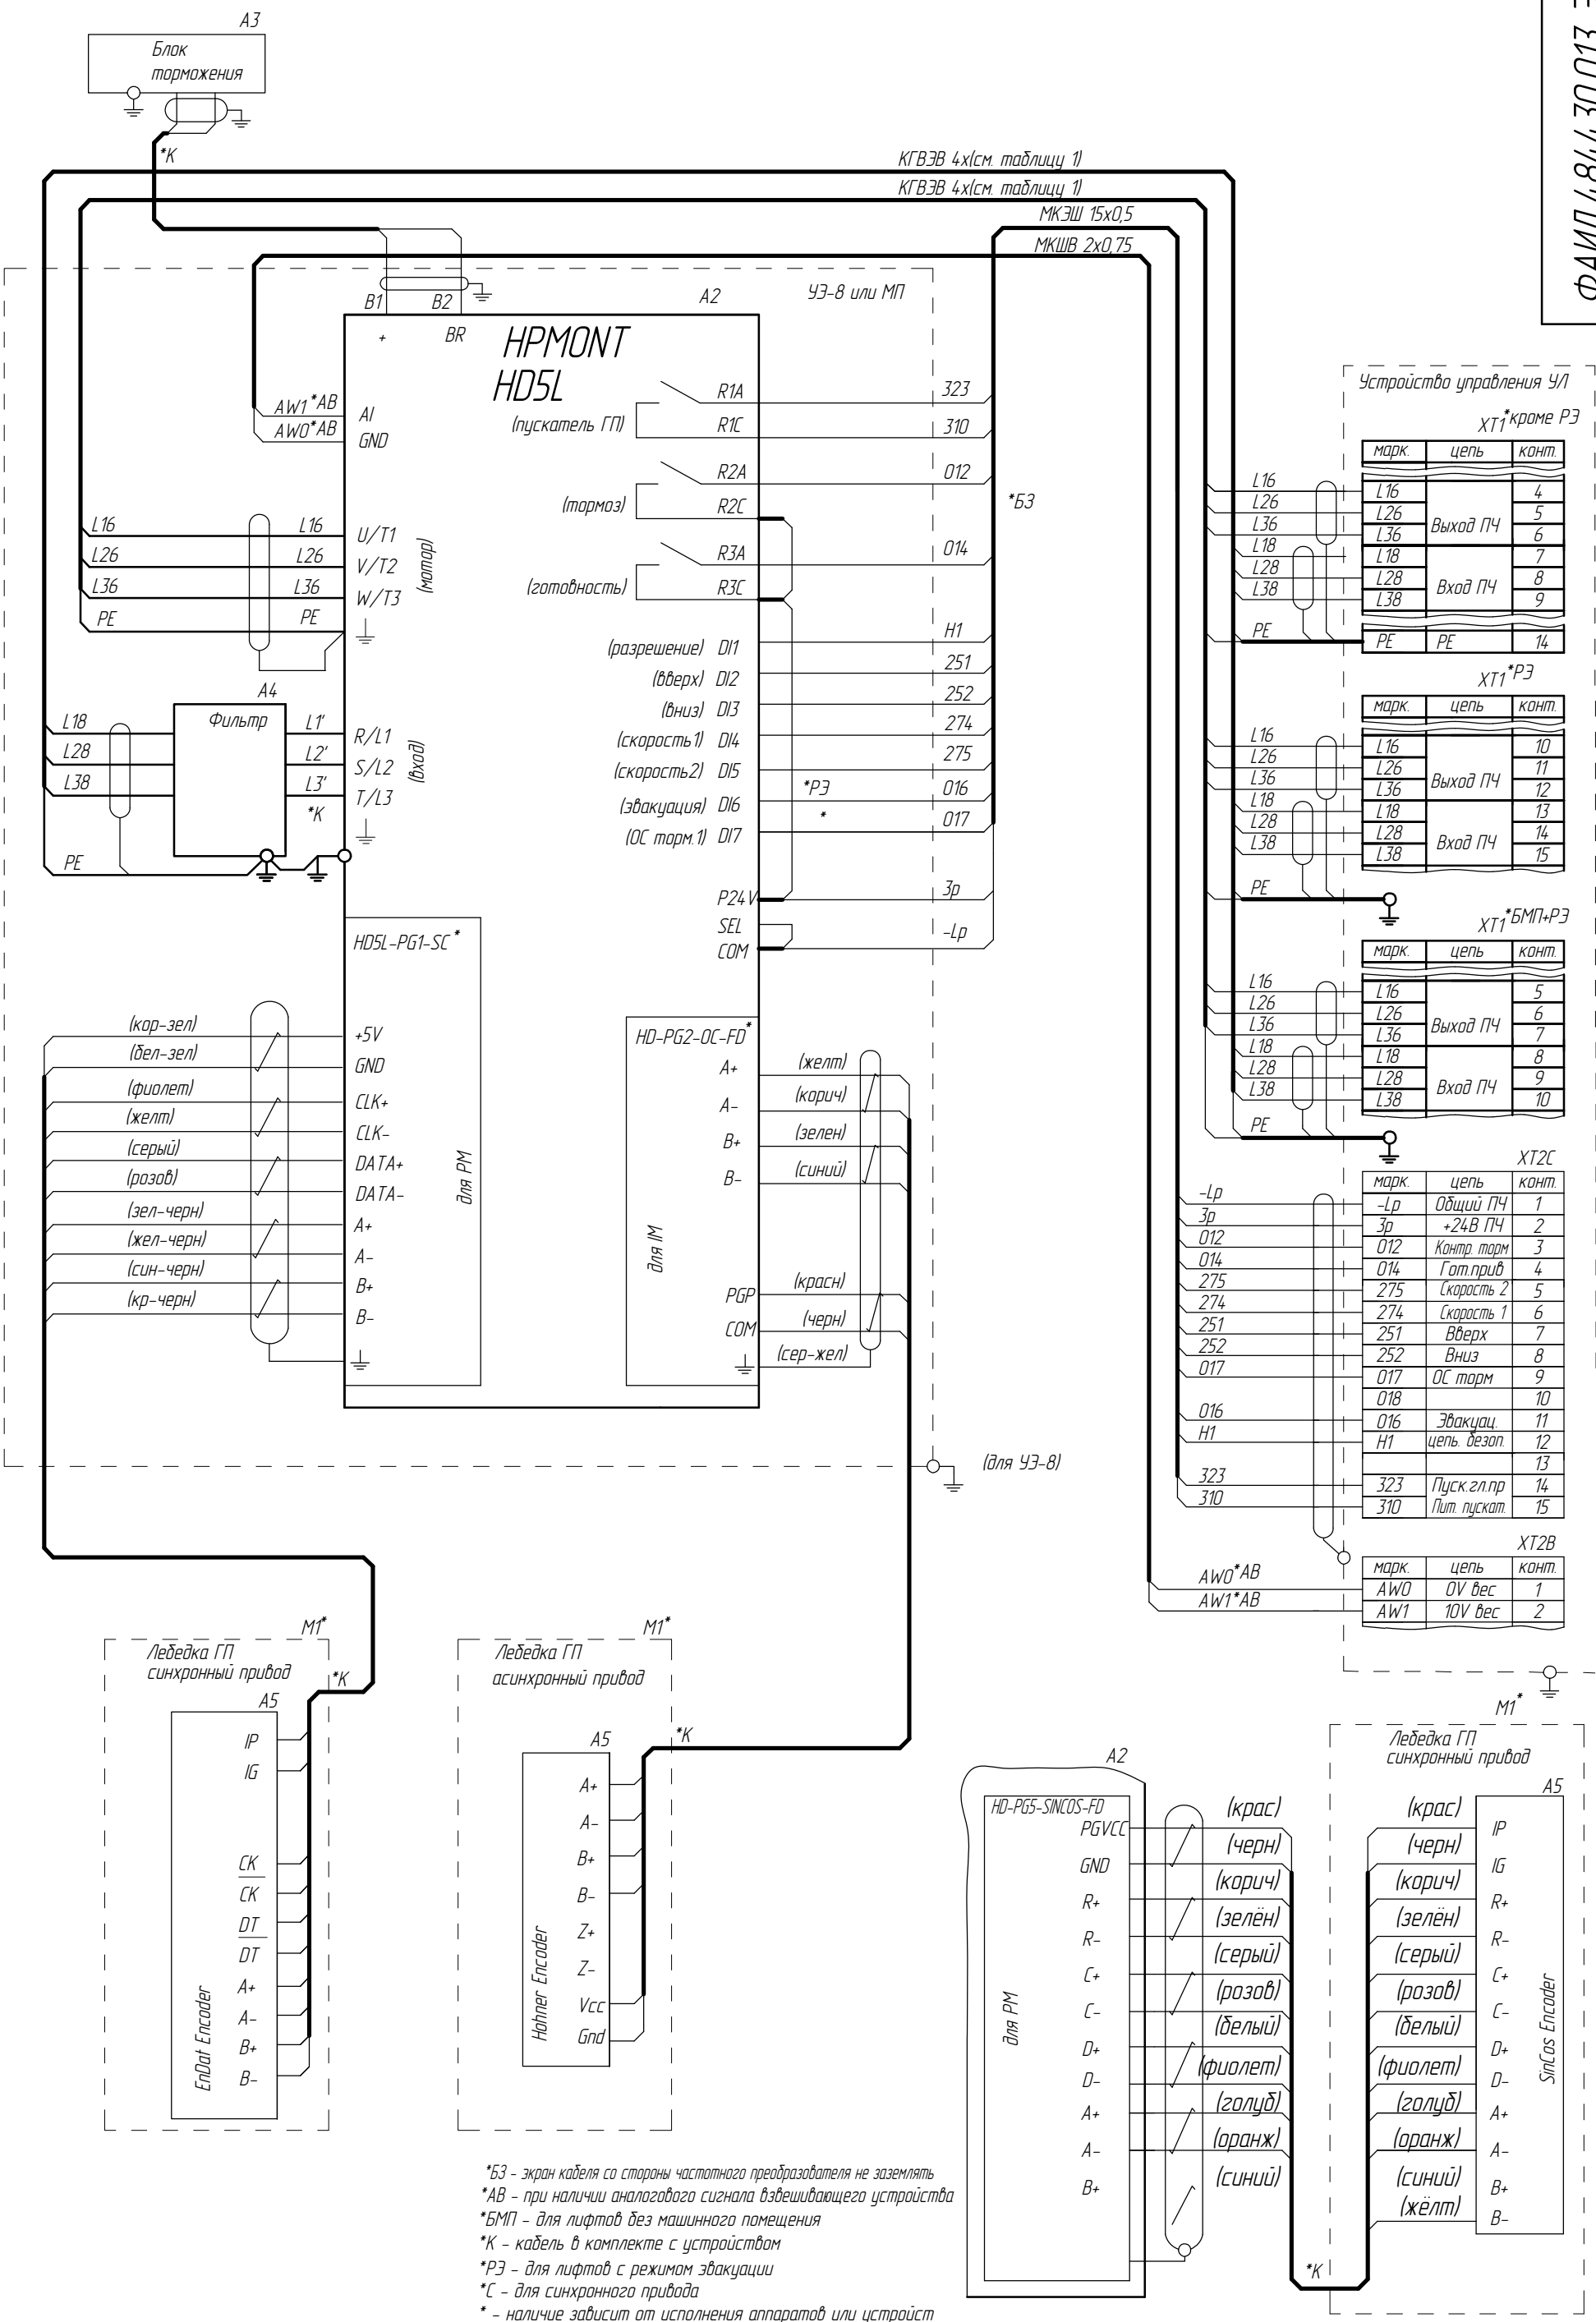 А3
Блок
торможения
*К
ФАИП.484430.013
КГВЭВ 4х(см. таблицу 1)
КГВЭВ 4х(см. таблицу 1)
МКЭШ 15х0,5
МКШВ 2х0,75
УЭ-8 или МП
B1
B2
A2
+
BR
HPMONT
HD5L
AW1*АВ
AI
AW0*АВ
GND
(пускатель ГП)
R1A
323
R1C
310
(тормоз)
R2A
012
R2C
*БЗ
(готовность)
R3A
014
R3C
L16
L16
U/T1
L26
L26
V/T2
L36
L36
W/T3
PE
PE
(мотор)
(разрешение) DI1
H1
(вверх) DI2
251
(вниз) DI3
252
(скорость1) DI4
274
(скорость2) DI5
275
(эвакуация) DI6
*РЭ
016
(ОС торм.1) DI7
*
017
A4
Фильтр
L18
L1'
R/L1
L28
L2'
S/L2
L38
L3'
T/L3
*К
(вход)
PE
P24V
3р
SEL
COM
-Lр
HD5L-PG1-SC*
(кор-зел)
+5V
(бел-зел)
GND
(фиолет)
CLK+
(желт)
CLK-
(серый)
DATA+
(розов)
DATA-
(зел-черн)
A+
(жел-черн)
A-
(син-черн)
B+
(кр-черн)
B-
для PM
HD-PG2-OC-FD*
A+
(желт)
A-
(корич)
B+
(зелен)
B-
(синий)
для IM
PGP
(красн)
COM
(черн)
(сер-жел)
(для УЭ-8)
Устройство управления УЛ
XT1*кроме РЭ
марк. цепь конт.
L16 L16 4
L26 L26 Выход ПЧ 5
L36 L36 6
L18 L18 7
L28 L28 Вход ПЧ 8
L38 L38 9
PE PE PE 14
XT1*РЭ
марк. цепь конт.
L16 L16 10
L26 L26 Выход ПЧ 11
L36 L36 12
L18 L18 13
L28 L28 Вход ПЧ 14
L38 L38 15
PE
XT1*БМП+РЭ
марк. цепь конт.
L16 L16 5
L26 L26 Выход ПЧ 6
L36 L36 7
L18 L18 8
L28 L28 Вход ПЧ 9
L38 L38 10
PE
XT2C
марк. цепь конт.
-Lр -Lр Общий ПЧ 1
3р 3р +24В ПЧ 2
012 012 Контр. торм 3
014 014 Гот.прив 4
275 275 Скорость 2 5
274 274 Скорость 1 6
251 251 Вверх 7
252 252 Вниз 8
017 017 ОС торм 9
018 10
016 016 Эвакуац. 11
H1 H1 цепь. безоп. 12
13
323 323 Пуск.гл.пр 14
310 310 Пит. пускат. 15
XT2B
марк. цепь конт.
AW0*АВ AW0 0V вес 1
AW1*АВ AW1 10V вес 2
M1*
Лебедка ГП
синхронный привод
*К
A5
IP
IG
CK
CK
DT
DT
A+
A-
B+
B-
EnDat Encoder
M1*
Лебедка ГП
асинхронный привод
*К
A5
A+
A-
B+
B-
Z+
Z-
Vcc
Gnd
Hohner Encoder
A2
HD-PG5-SINCOS-FD
PGVCC
(крас)
GND
(черн)
R+
(корич)
R-
(зелён)
C+
(серый)
C-
(розов)
D+
(белый)
D-
(фиолет)
A+
(голуб)
A-
(оранж)
B+
(синий)
для PM
*К
M1*
Лебедка ГП
синхронный привод
A5
(крас)
IP
(черн)
IG
(корич)
R+
(зелён)
R-
(серый)
C+
(розов)
C-
(белый)
D+
(фиолет)
D-
(голуб)
A+
(оранж)
A-
(синий)
B+
(жёлт)
B-
SinCos Encoder
*БЗ - экран кабеля со стороны частотного преобразователя не заземлять
*АВ - при наличии аналогового сигнала взвешивающего устройства
*БМП - для лифтов без машинного помещения
*К - кабель в комплекте с устройством
*РЭ - для лифтов с режимом эвакуации
*С - для синхронного привода
* - наличие зависит от исполнения аппаратов или устройст